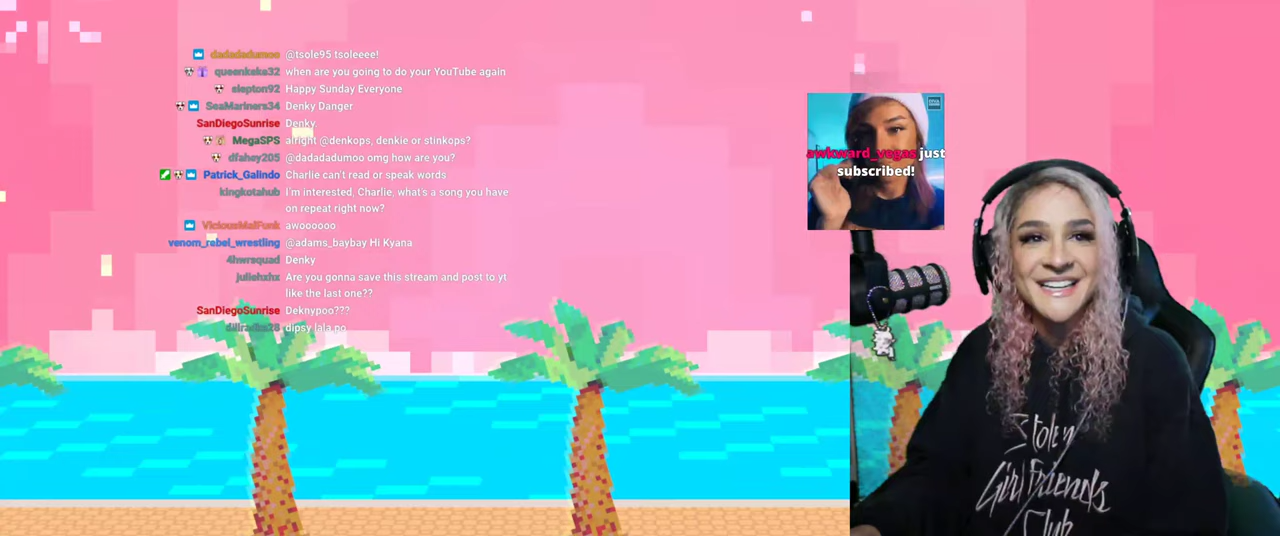 dadadadumoo @tsole95 tsoleeee!
queenkeke32 when are you going to do your YouTube again
slepton92 Happy Sunday Everyone
SeaMariners34 Denky Danger
SanDiegoSunrise Denky
MegaSPS alright @denkops, denkie or stinkops?
dfahey205 @dadadadumoo omg how are you?
Patrick_Galindo Charlie can't read or speak words
kingkotahub I'm interested, Charlie, what's a song you have
on repeat right now?
ViciousMalFunk awoooooo
venom_rebel_wrestling @adams_baybay Hi Kyana
4hwrsquad Denky
juliehxhx Are you gonna save this stream and post to yt
like the last one??
SanDiegoSunrise Deknypoo???
dipsy lala po
awkward_vegas just
subscribed!
Stolen
Girlfriends
Club